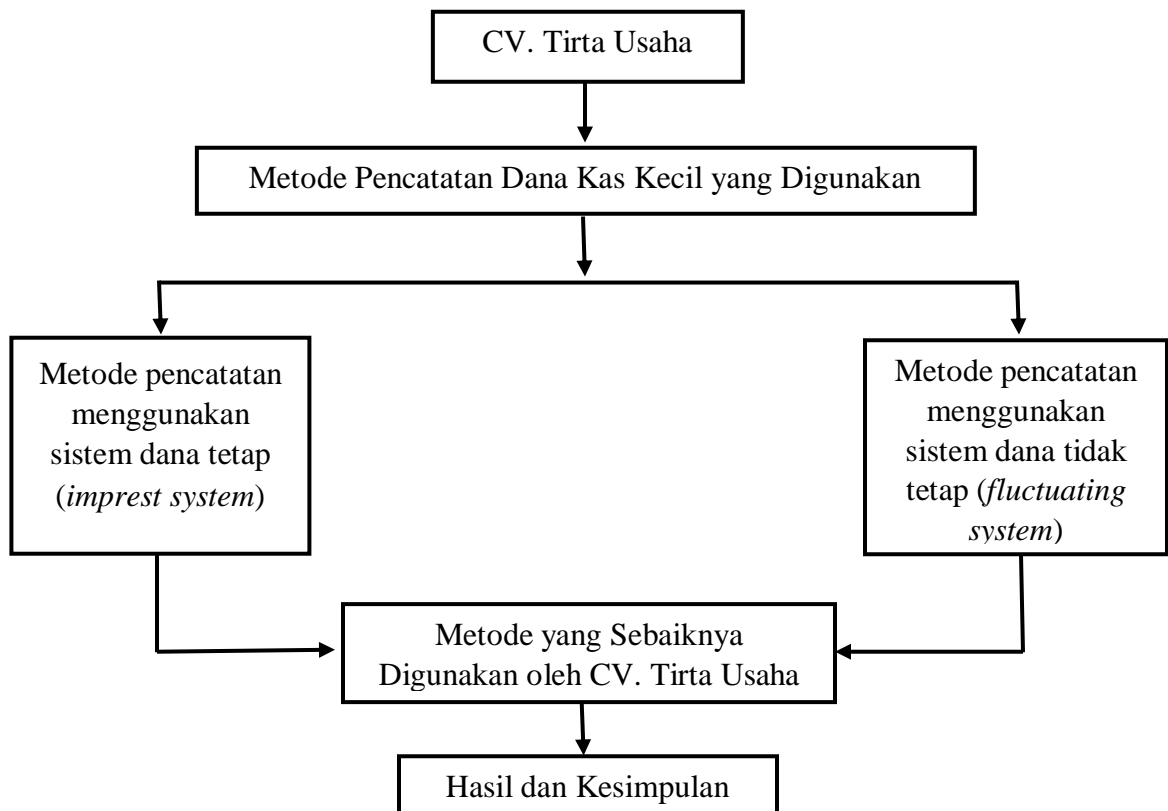 CV. Tirta Usaha
Metode Pencatatan Dana Kas Kecil yang Digunakan
Metode pencatatan
menggunakan
sistem dana tetap
(imprest system)
Metode pencatatan
menggunakan
sistem dana tidak
tetap (fluctuating
system)
Metode yang Sebaiknya
Digunakan oleh CV. Tirta Usaha
Hasil dan Kesimpulan